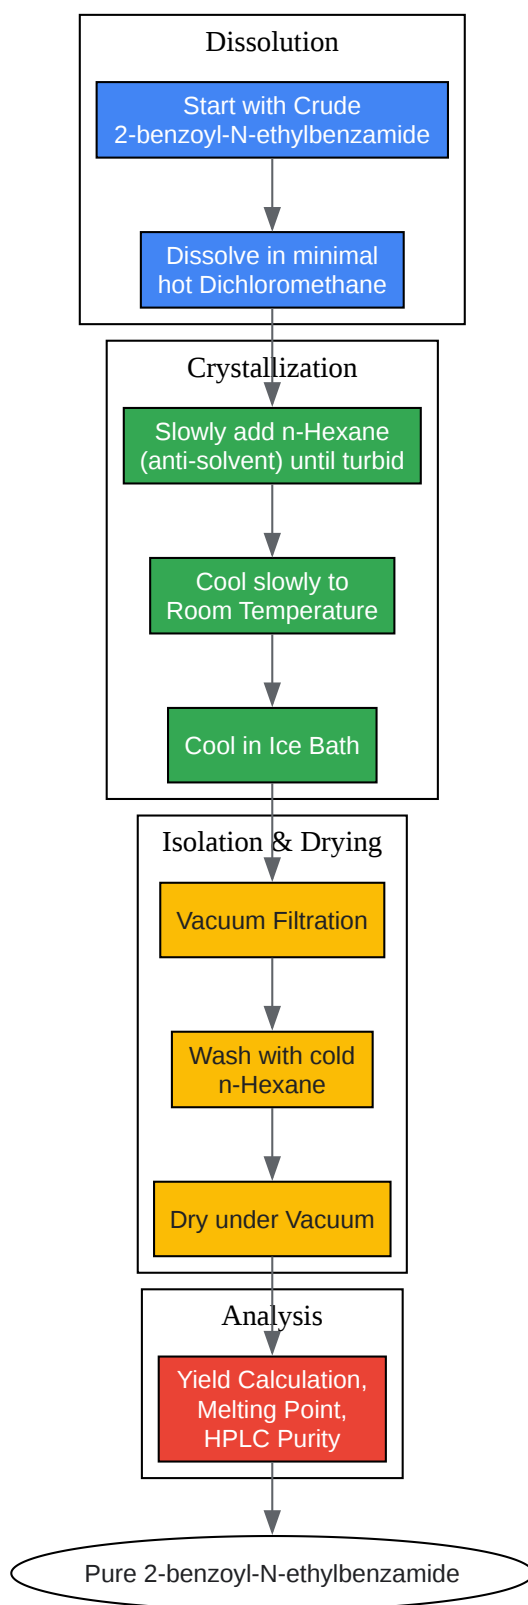 Dissolution
Start with Crude
2-benzoyl-N-ethylbenzamide
Dissolve in minimal
hot Dichloromethane
Crystallization
Slowly add n-Hexane
(anti-solvent) until turbid
Cool slowly to
Room Temperature
Cool in Ice Bath
Isolation & Drying
Vacuum Filtration
Wash with cold
n-Hexane
Dry under Vacuum
Analysis
Yield Calculation,
Melting Point,
HPLC Purity
Pure 2-benzoyl-N-ethylbenzamide